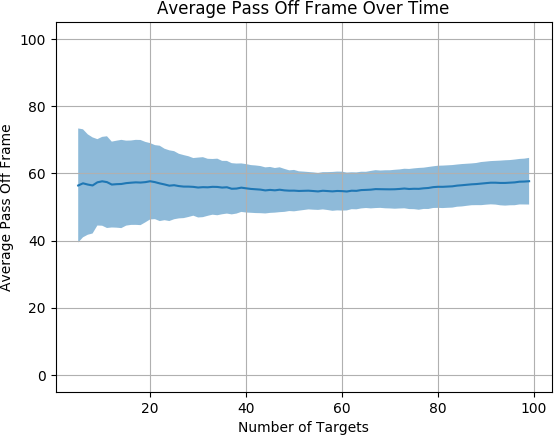 Average Pass Off Frame Over Time
100
80
60
40
20
0
Average Pass Off Frame
20 40 60 80 100
Number of Targets